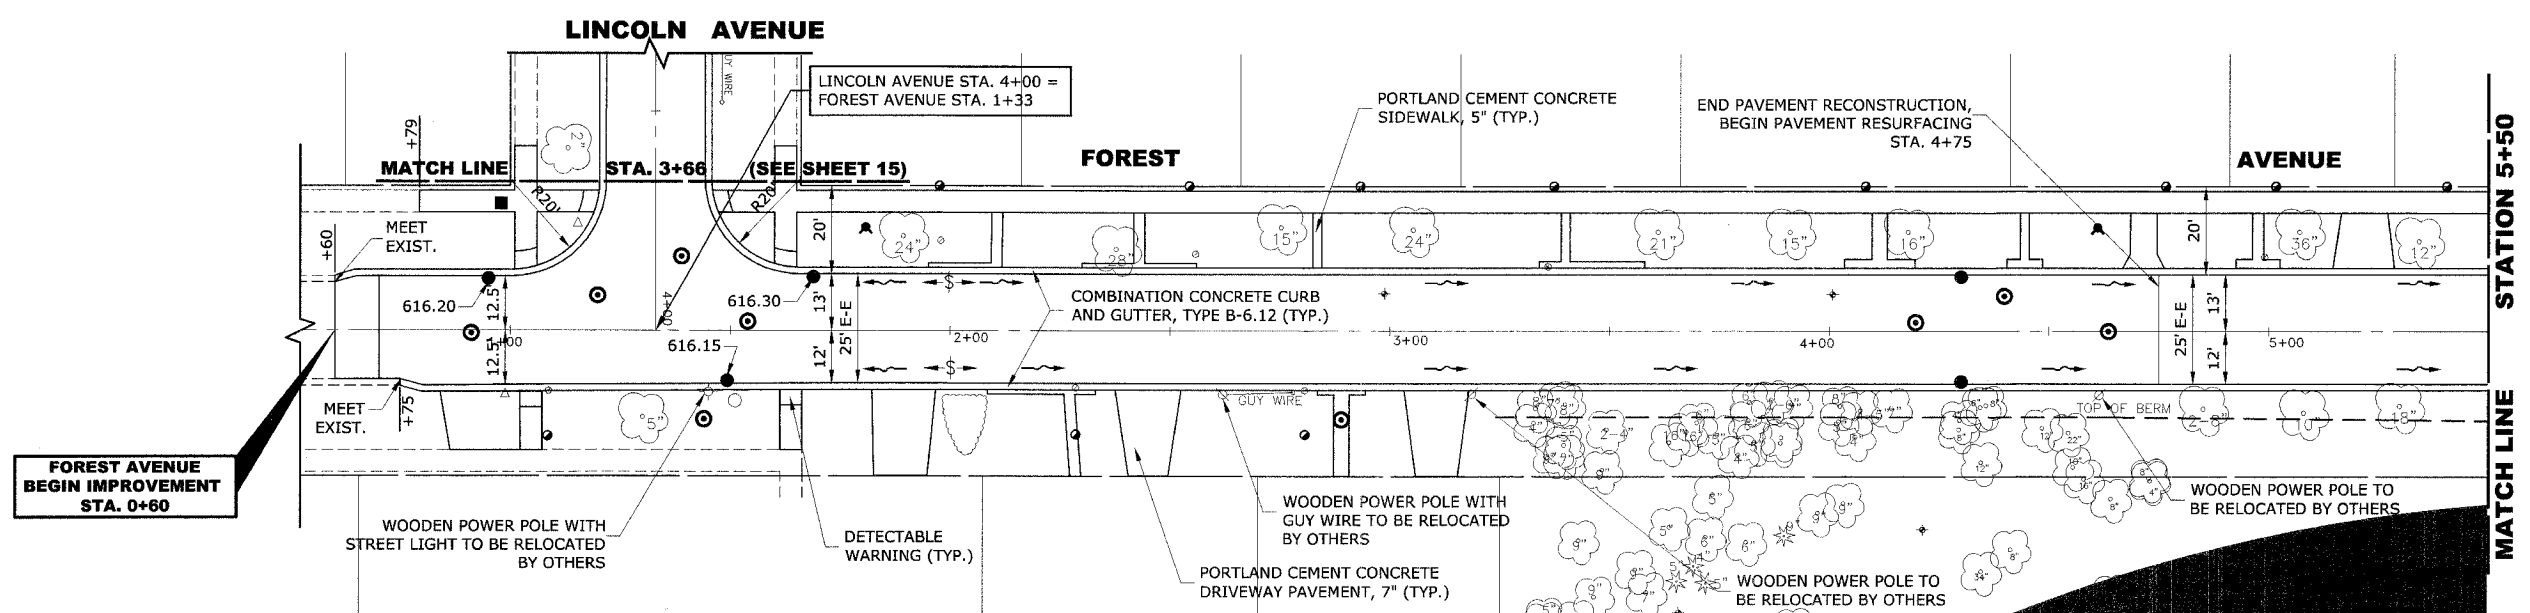 LINCOLN AVENUE
GUY WIRE
LINCOLN AVENUE STA. 4+00 =
FOREST AVENUE STA. 1+33
PORTLAND CEMENT CONCRETE
SIDEWALK, 5" (TYP.)
END PAVEMENT RECONSTRUCTION,
BEGIN PAVEMENT RESURFACING
STA. 4+75
+79
2"
MATCH LINE STA. 3+66 (SEE SHEET 15)
FOREST
AVENUE
STATION 5+50
R20'
R20'
MEET
EXIST.
+60
20'
24"
28"
15"
24"
21"
15"
16"
20'
36"
12"
616.20
12.5'
4+00
616.30
13'
25' E-E
S
COMBINATION CONCRETE CURB
AND GUTTER, TYPE B-6.12 (TYP.)
25' E-E
13'
12.5'
616.15
12'
2+00
3+00
4+00
5+00
12'
S
MEET
EXIST.
+75
5"
GUY WIRE
2-4"
TOP OF BERM
2-8"
10"
18"
MATCH LINE
FOREST AVENUE
BEGIN IMPROVEMENT
STA. 0+60
WOODEN POWER POLE WITH
STREET LIGHT TO BE RELOCATED
BY OTHERS
DETECTABLE
WARNING (TYP.)
PORTLAND CEMENT CONCRETE
DRIVEWAY PAVEMENT, 7" (TYP.)
WOODEN POWER POLE WITH
GUY WIRE TO BE RELOCATED
BY OTHERS
WOODEN POWER POLE TO
BE RELOCATED BY OTHERS
WOODEN POWER POLE TO
BE RELOCATED BY OTHERS